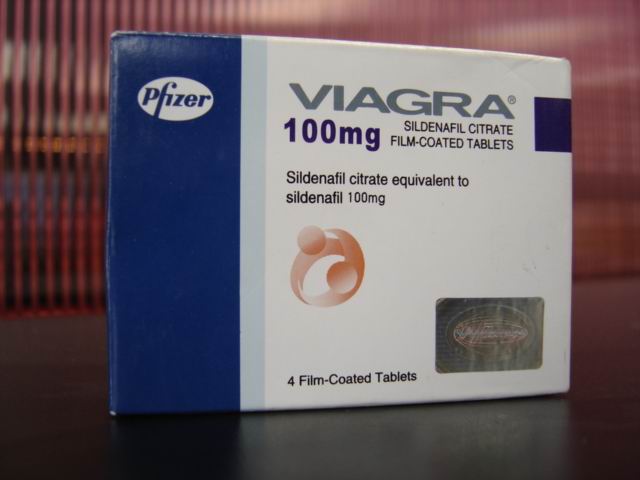 Pfizer
VIAGRA®
100mg
SILDENAFIL CITRATE
FILM-COATED TABLETS
Sildenafil citrate equivalent to
sildenafil 100mg
4 Film-Coated Tablets